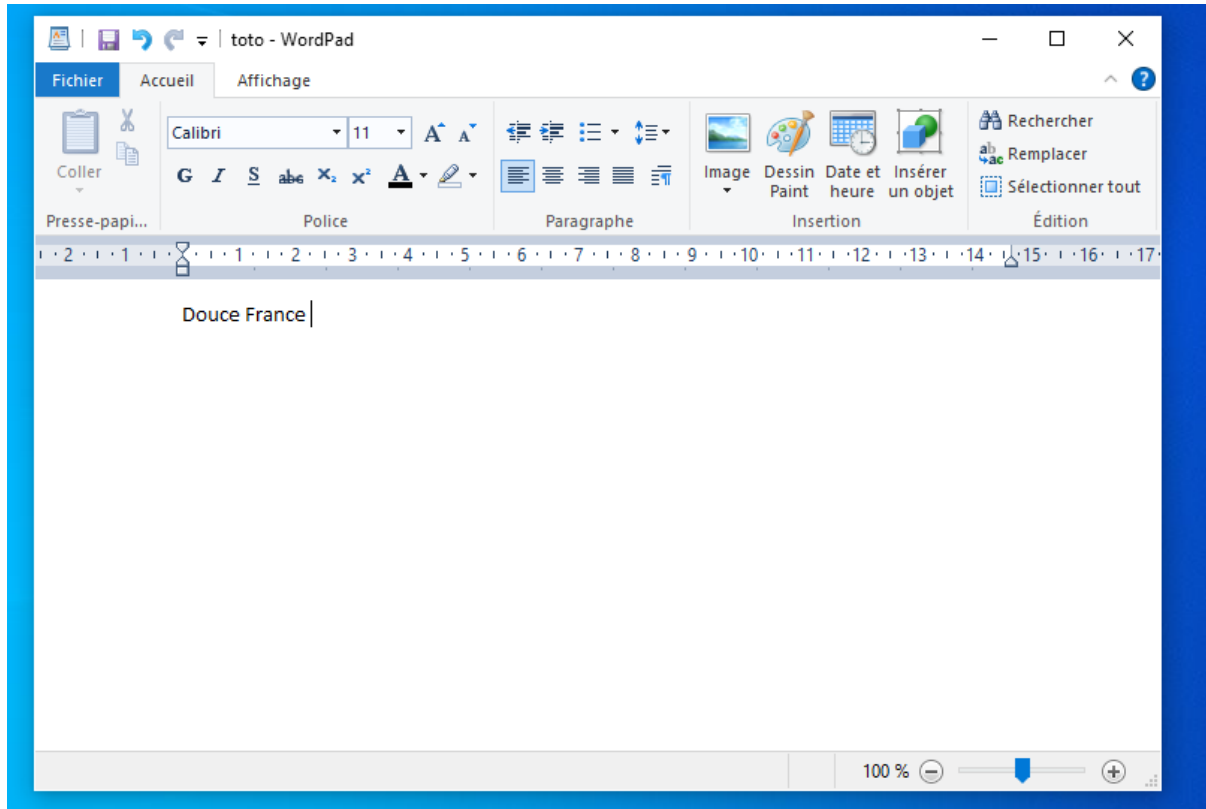 toto - WordPad
Fichier Accueil Affichage
Coller
Presse-papi...
Calibri 11
G I S abc X₂ x² A
Police
Paragraphe
Image
Dessin Paint
Date et heure
Insérer un objet
Insertion
Rechercher
Remplacer
Sélectionner tout
Édition
2 1 1 2 3 4 5 6 7 8 9 10 11 12 13 14 15 16 17
Douce France
100 %